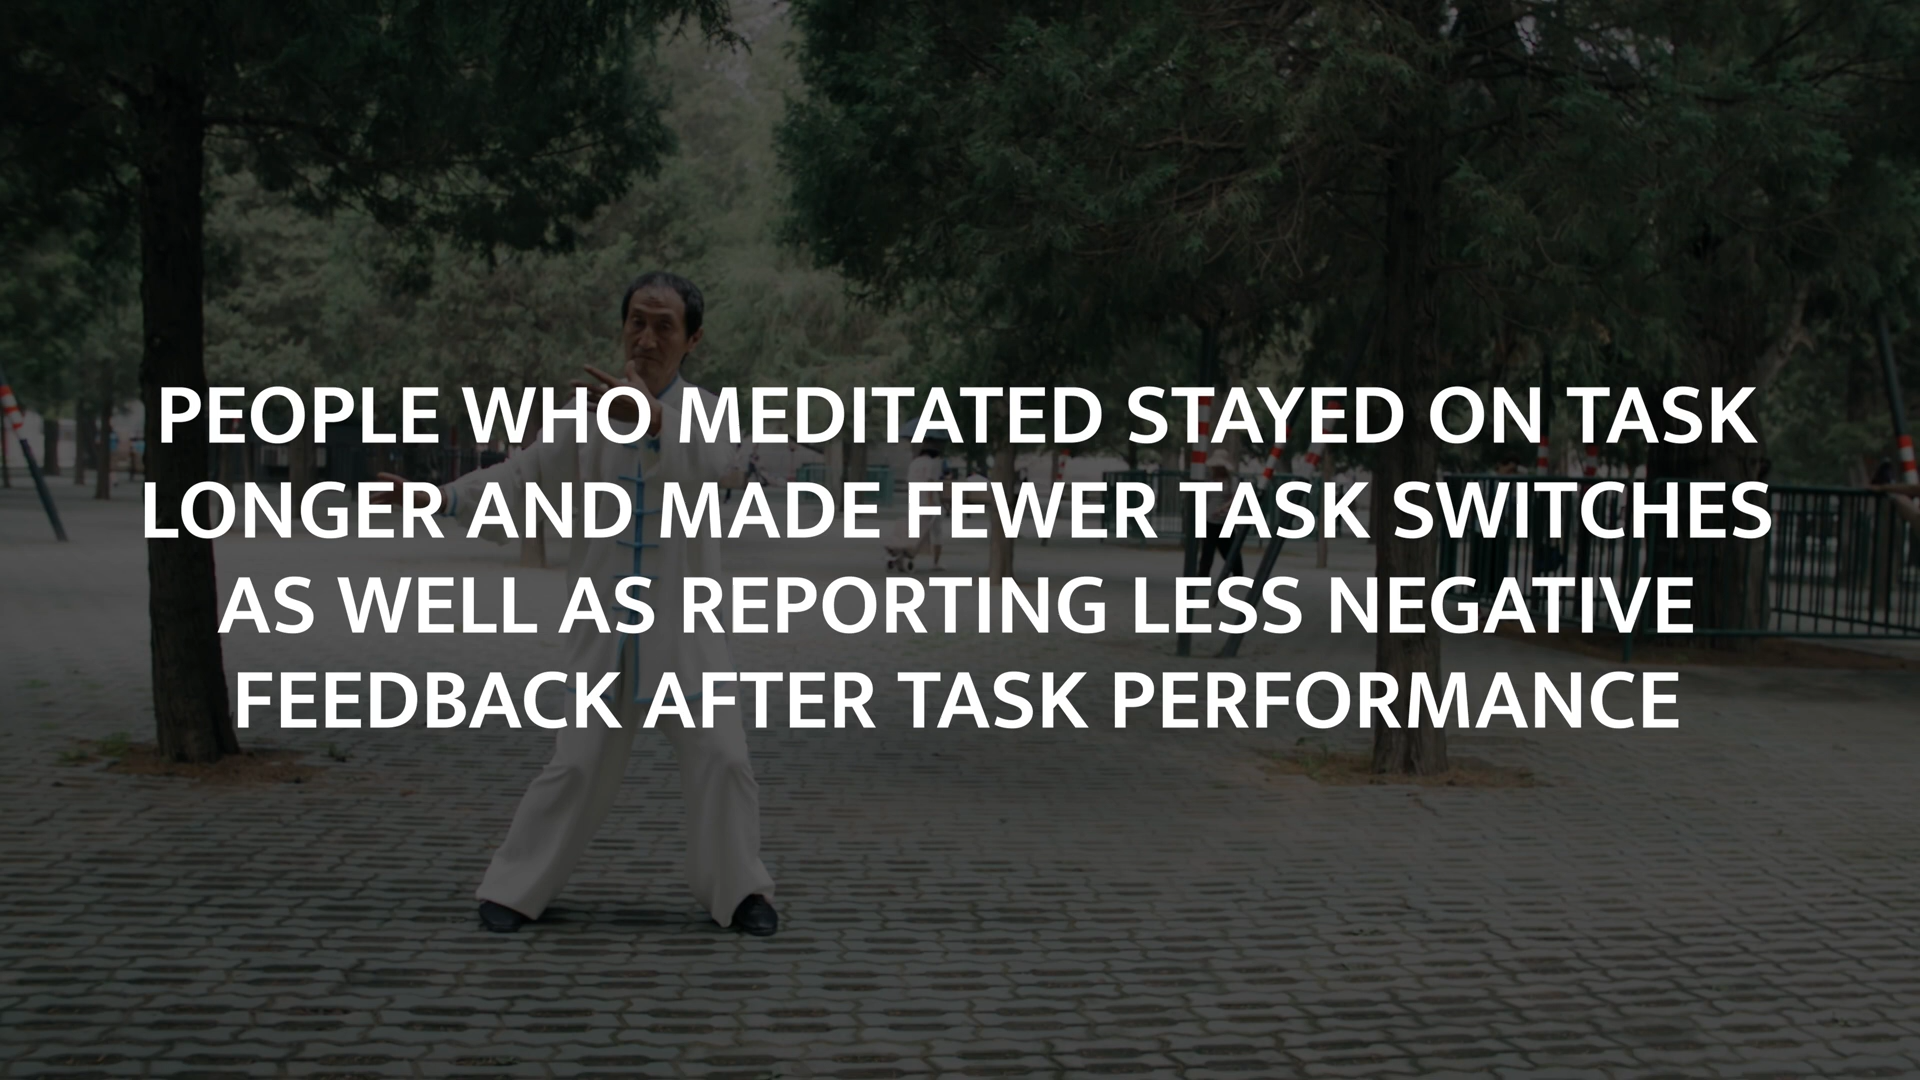 PEOPLE WHO MEDITATED STAYED ON TASK
LONGER AND MADE FEWER TASK SWITCHES
AS WELL AS REPORTING LESS NEGATIVE
FEEDBACK AFTER TASK PERFORMANCE